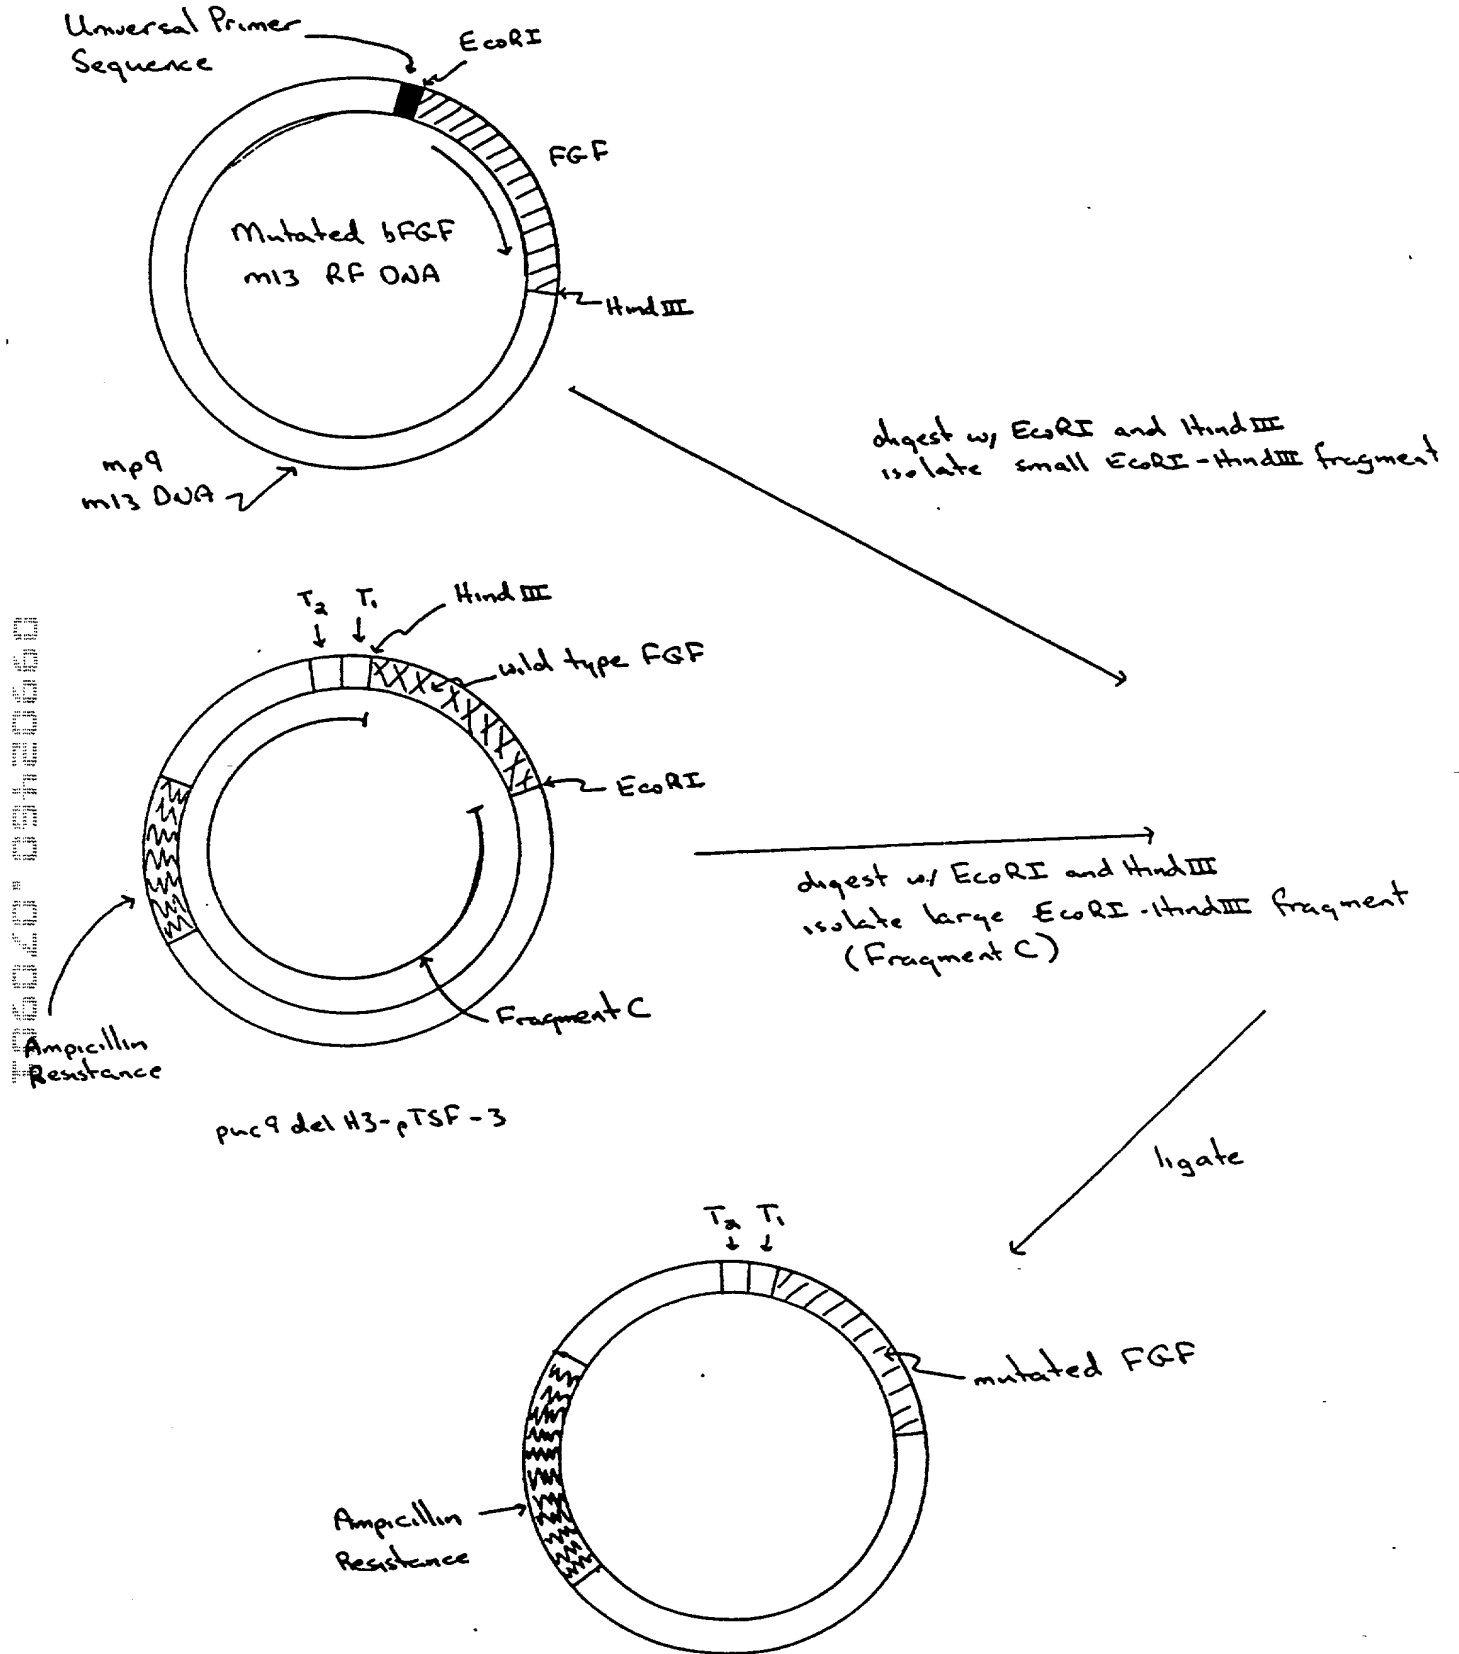 Universal Primer
Sequence
EcoRI
FGF
Mutated bFGF
m13 RF DNA
HindIII
mp9
m13 DNA
digest w/ EcoRI and HindIII
isolate small EcoRI-HindIII fragment
T2 T1
HindIII
wild type FGF
EcoRI
digest w/ EcoRI and HindIII
isolate large EcoRI-HindIII fragment
(Fragment C)
Fragment C
Ampicillin
Resistance
puc9 del H3-pTSF-3
ligate
T2 T1
mutated FGF
Ampicillin
Resistance